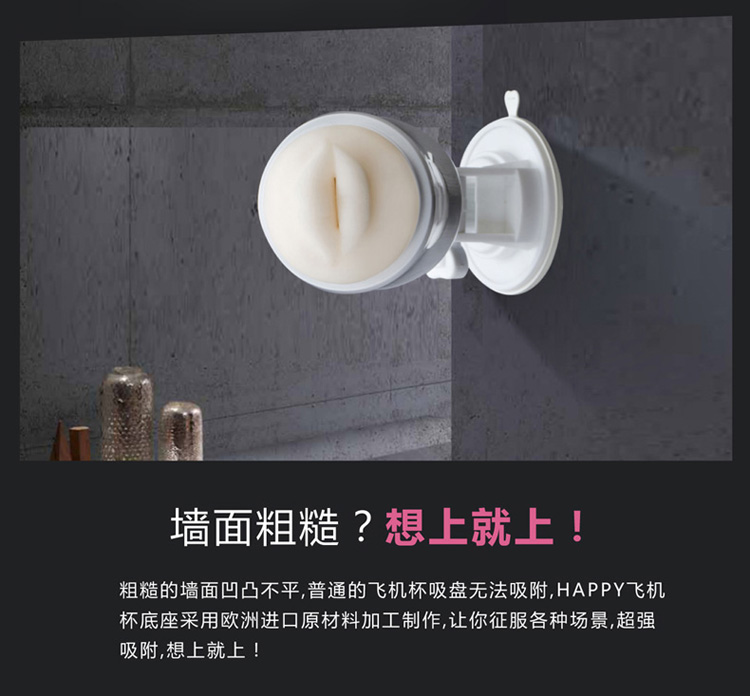 墙面粗糙？想上就上！
粗糙的墙面凹凸不平,普通的飞机杯吸盘无法吸附,HAPPY飞机
杯底座采用欧洲进口原材料加工制作,让你征服各种场景,超强
吸附,想上就上！